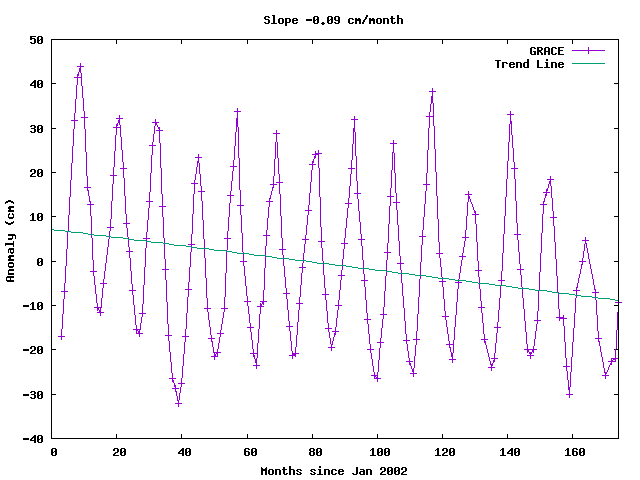 Slope -0.09 cm/month
GRACE
Trend Line
Anomaly (cm)
50
40
30
20
10
0
-10
-20
-30
-40
0 20 40 60 80 100 120 140 160
Months since Jan 2002